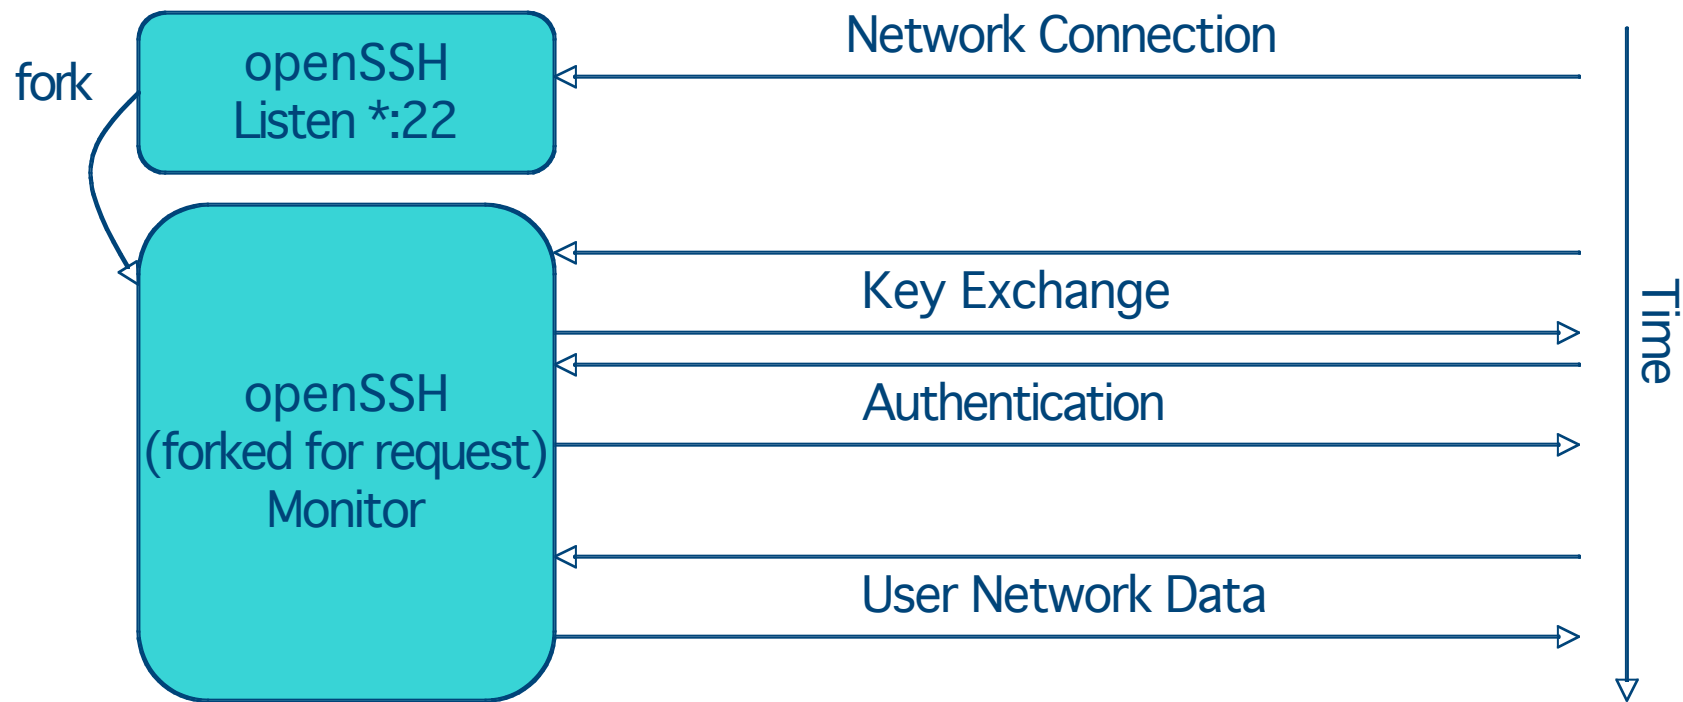 Network Connection
fork
openSSH
Listen *:22
Key Exchange
Time
openSSH
(forked for request)
Monitor
Authentication
User Network Data